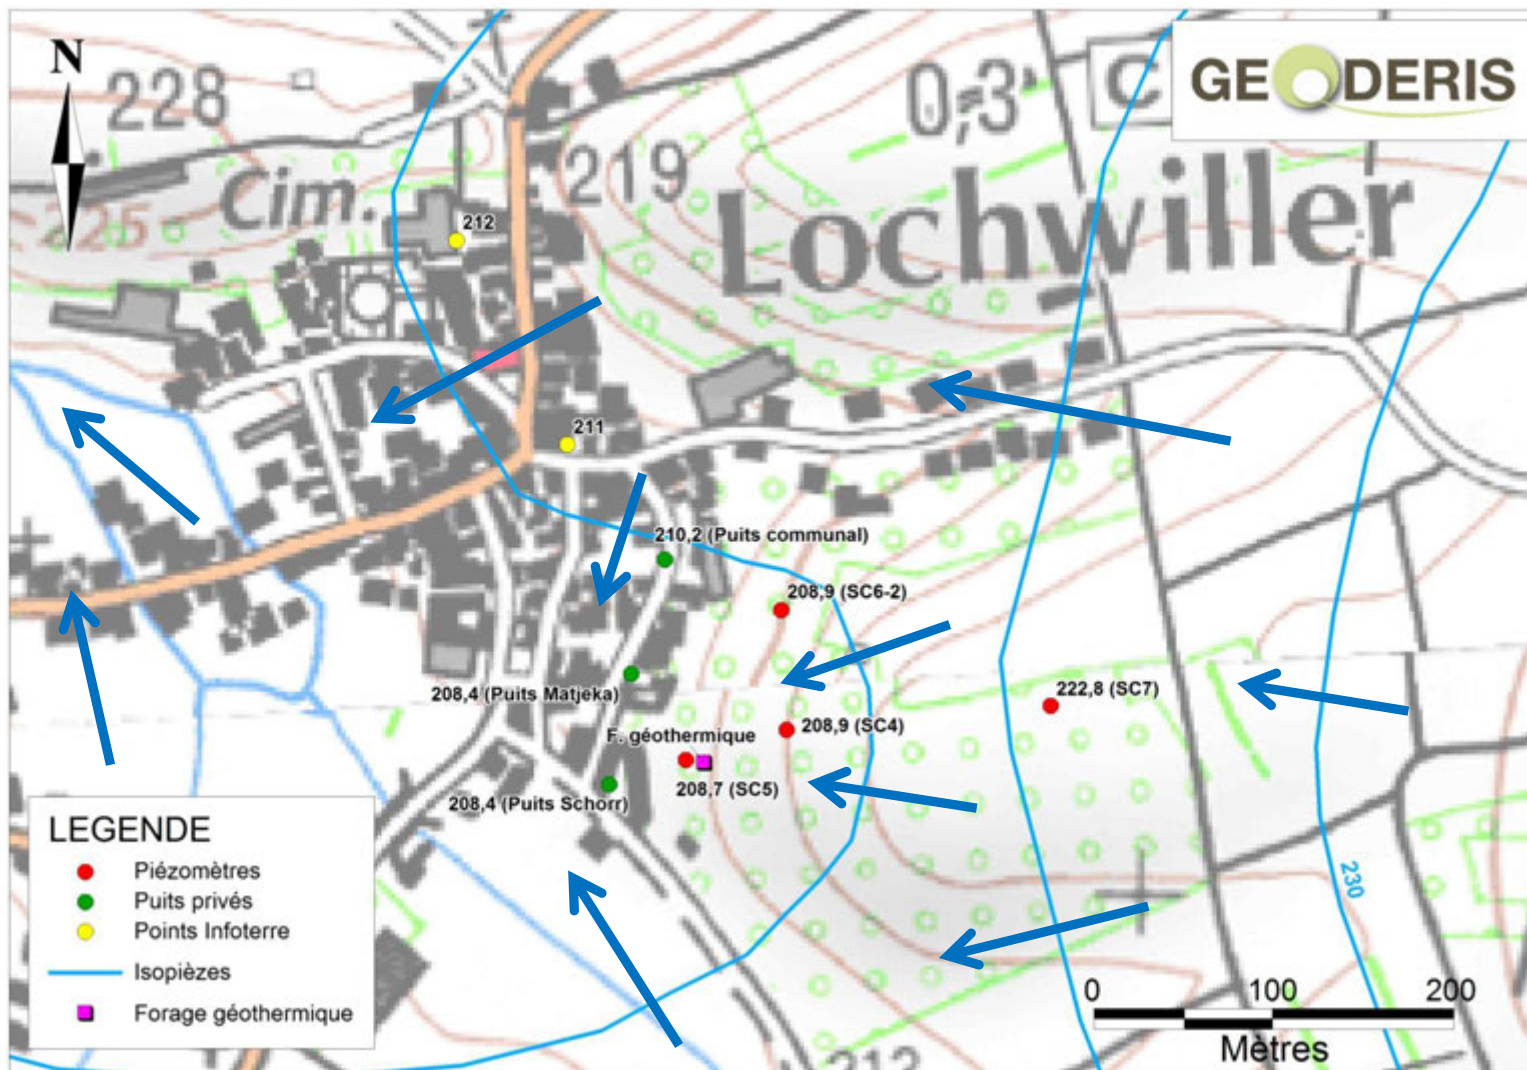 N
228
GEODERIS
0,3
C
219
Lochwiller
Cim.
225
212
211
210,2 (Puits communal)
208,9 (SC6-2)
208,4 (Puits Matjeka)
222,8 (SC7)
208,9 (SC4)
F. géothermique
208,7 (SC5)
208,4 (Puits Schorr)
230
LEGENDE
Piézomètres
Puits privés
Points Infoterre
Isopièzes
Forage géothermique
0 100 200
Mètres